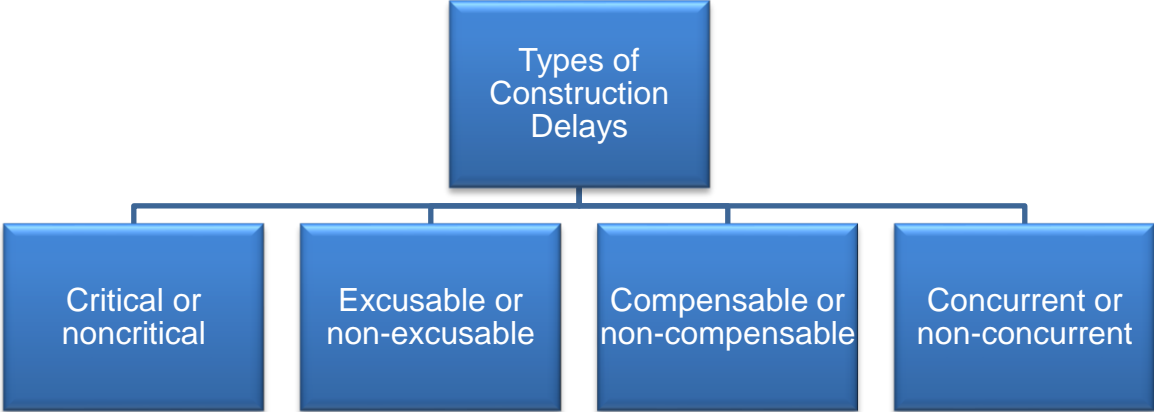 Types of
Construction
Delays
Critical or
noncritical
Excusable or
non-excusable
Compensable or
non-compensable
Concurrent or
non-concurrent